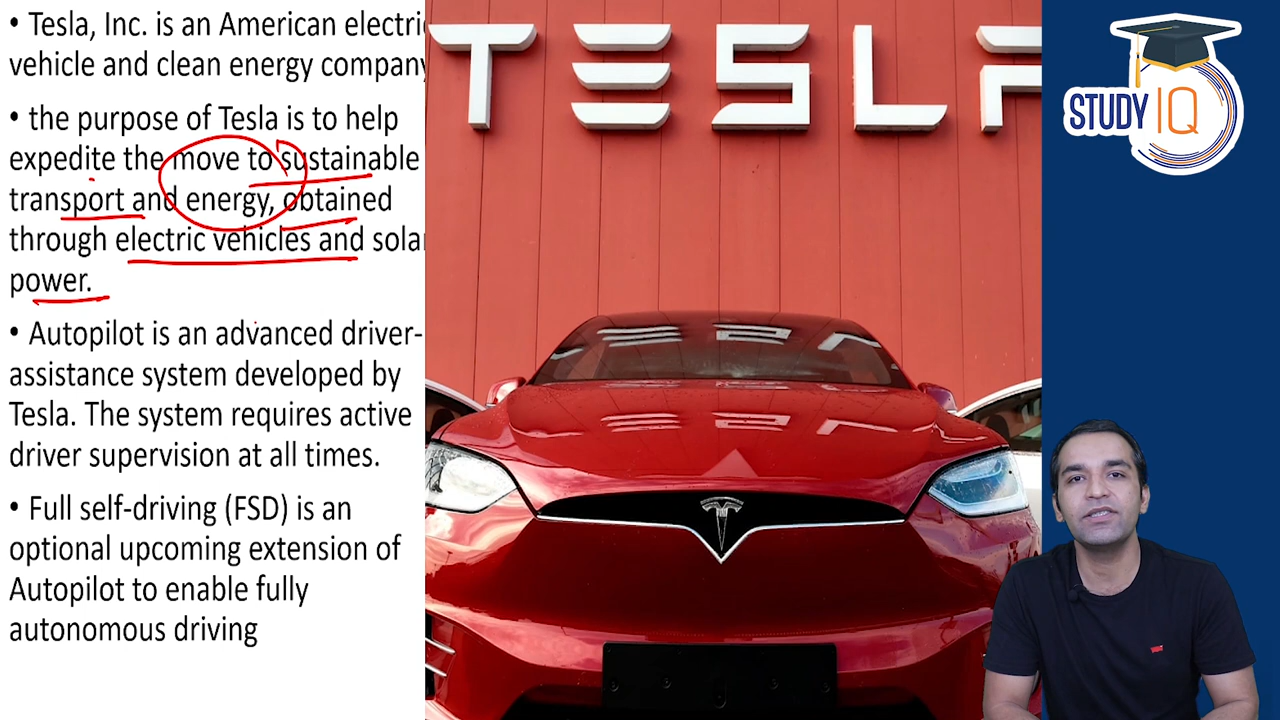 • Tesla, Inc. is an American electric
vehicle and clean energy company
• the purpose of Tesla is to help
expedite the move to sustainable
transport and energy, obtained
through electric vehicles and solar
power.
• Autopilot is an advanced driver-
assistance system developed by
Tesla. The system requires active
driver supervision at all times.
• Full self-driving (FSD) is an
optional upcoming extension of
Autopilot to enable fully
autonomous driving
TESLA
STUDY IQ